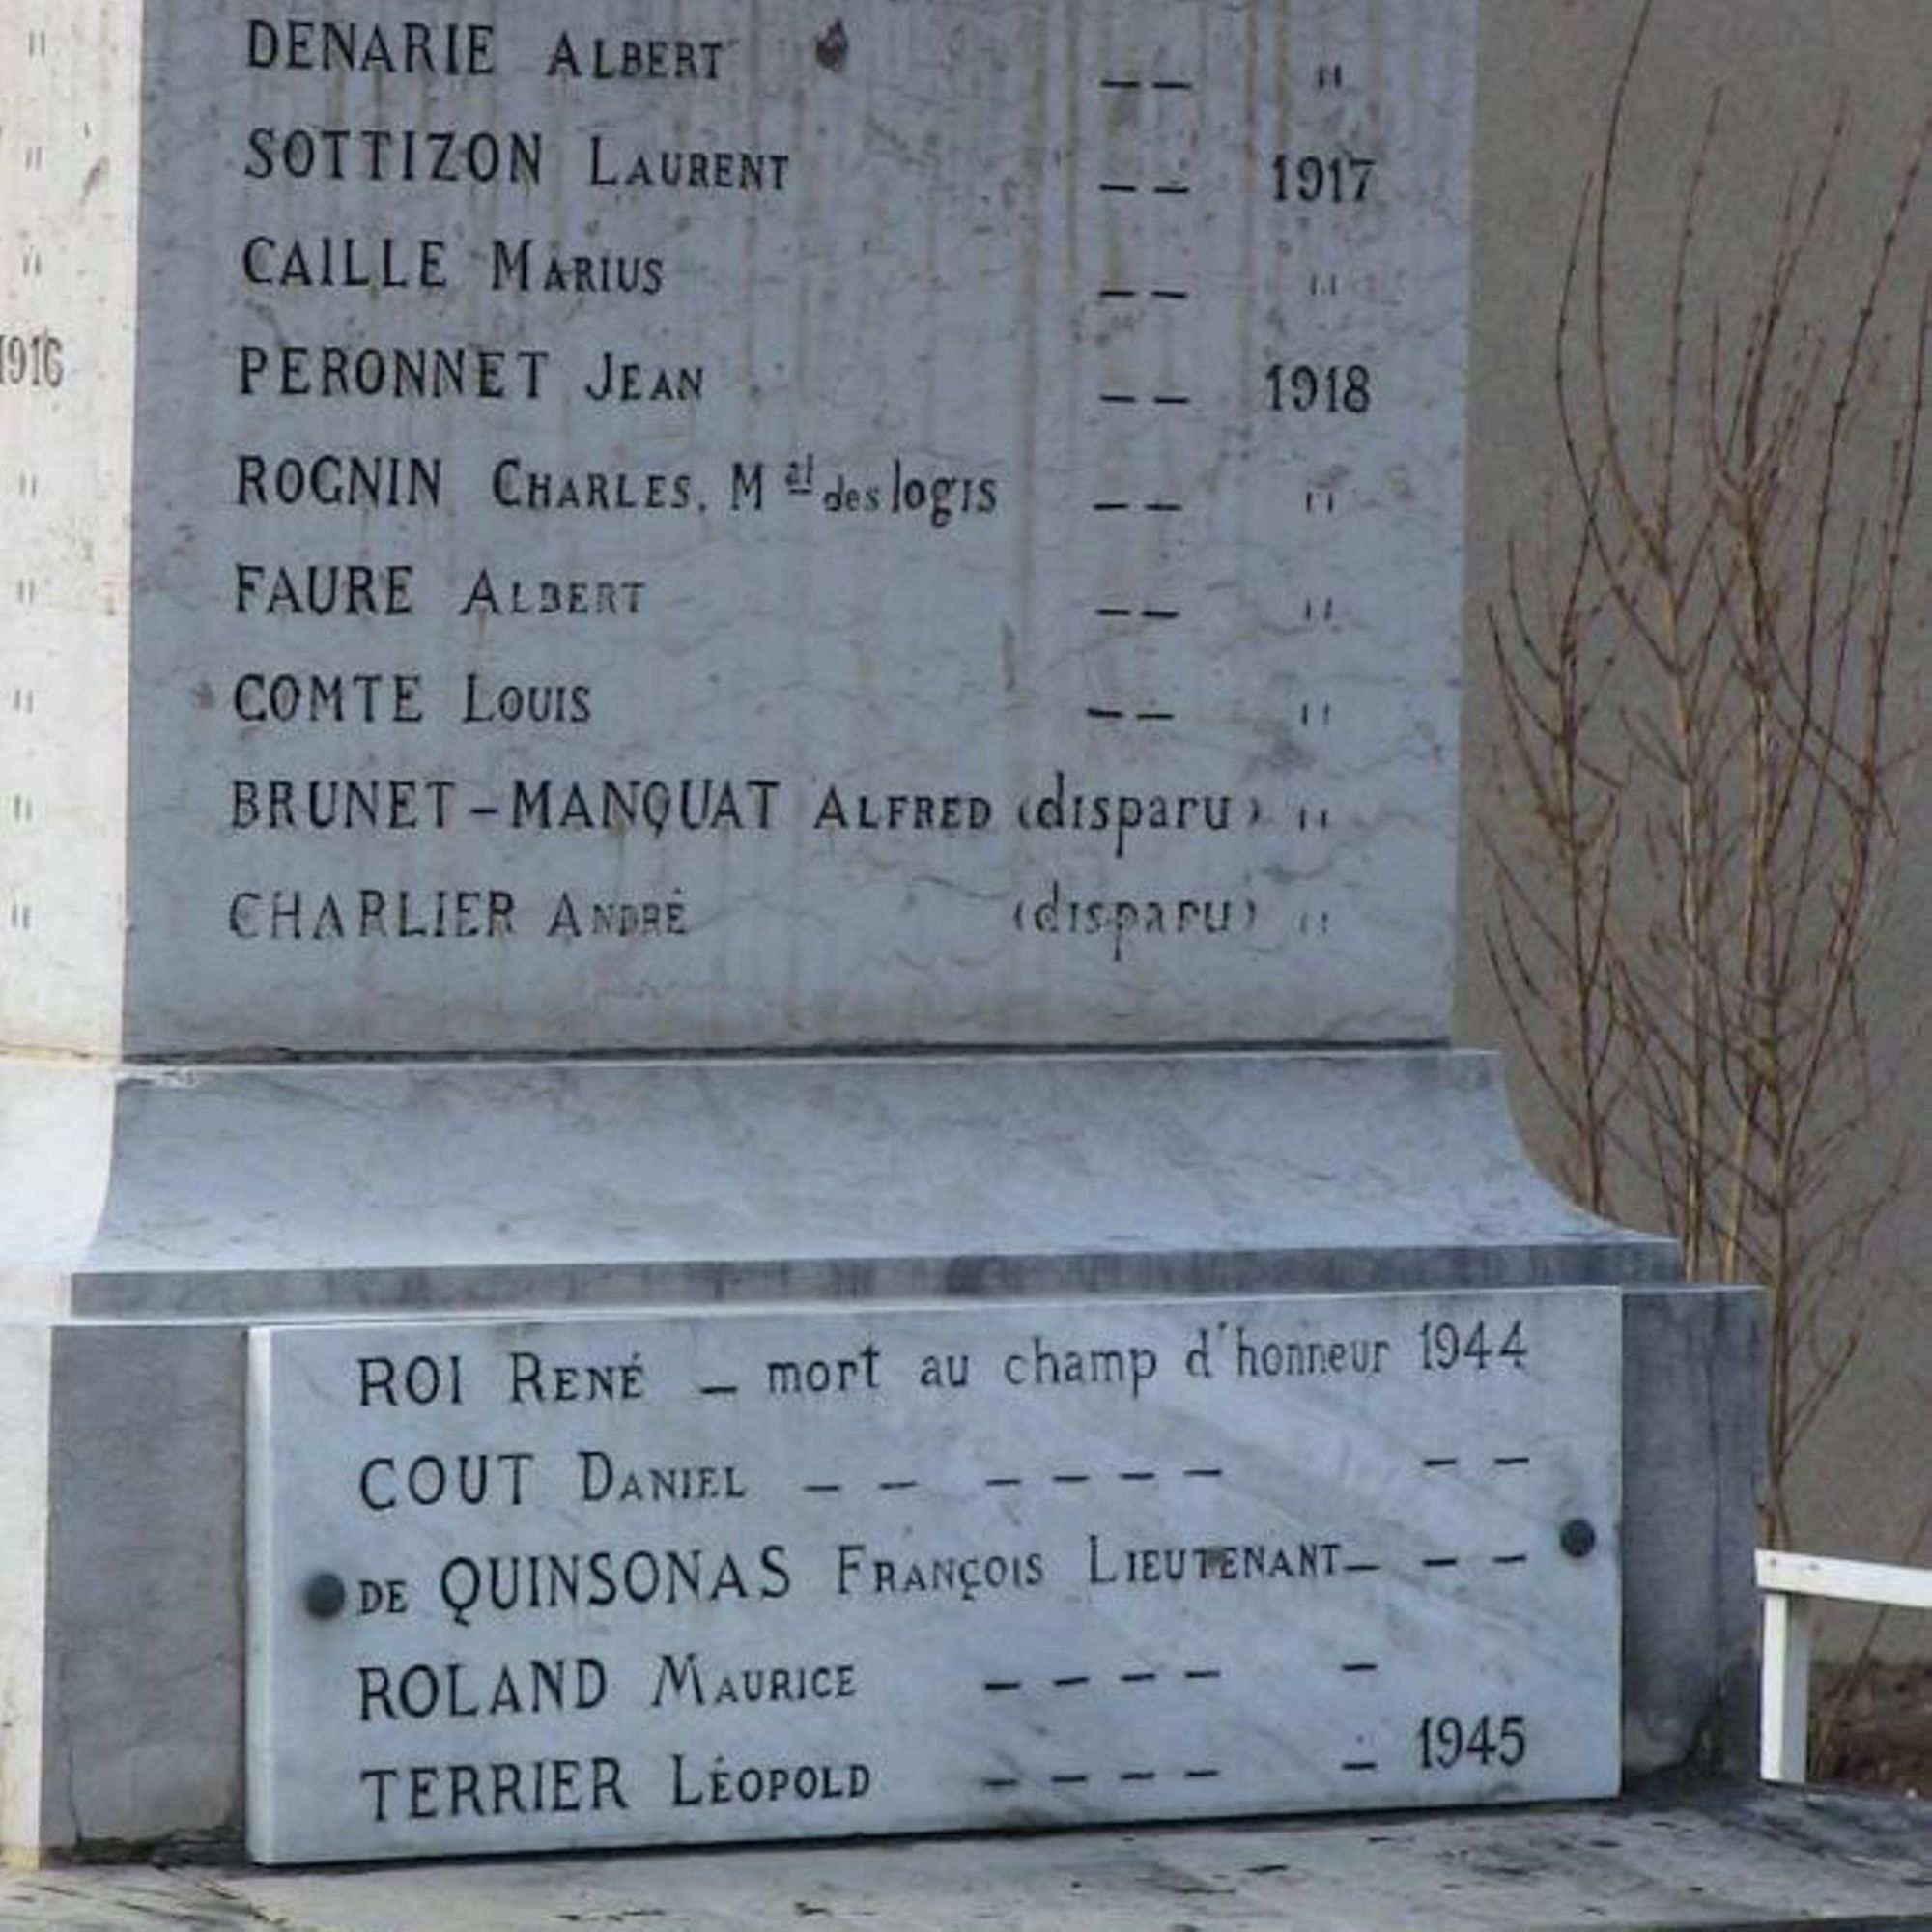 "
DENARIE ALBERT — — "
"
SOTTIZON LAURENT — — 1917
"
CAILLE MARIUS — — "
1916
PERONNET JEAN — — 1918
"
ROGNIN CHARLES, Mal des logis — — "
"
FAURE ALBERT — — "
"
COMTE LOUIS — — "
"
BRUNET-MANQUAT ALFRED (disparu) "
"
CHARLIER ANDRÉ (disparu) "
ROI RENÉ — mort au champ d'honneur 1944
COUT DANIEL — — — — — — — —
DE QUINSONAS FRANÇOIS LIEUTENANT — — —
ROLAND MAURICE — — — — —
TERRIER LÉOPOLD — — — — — 1945